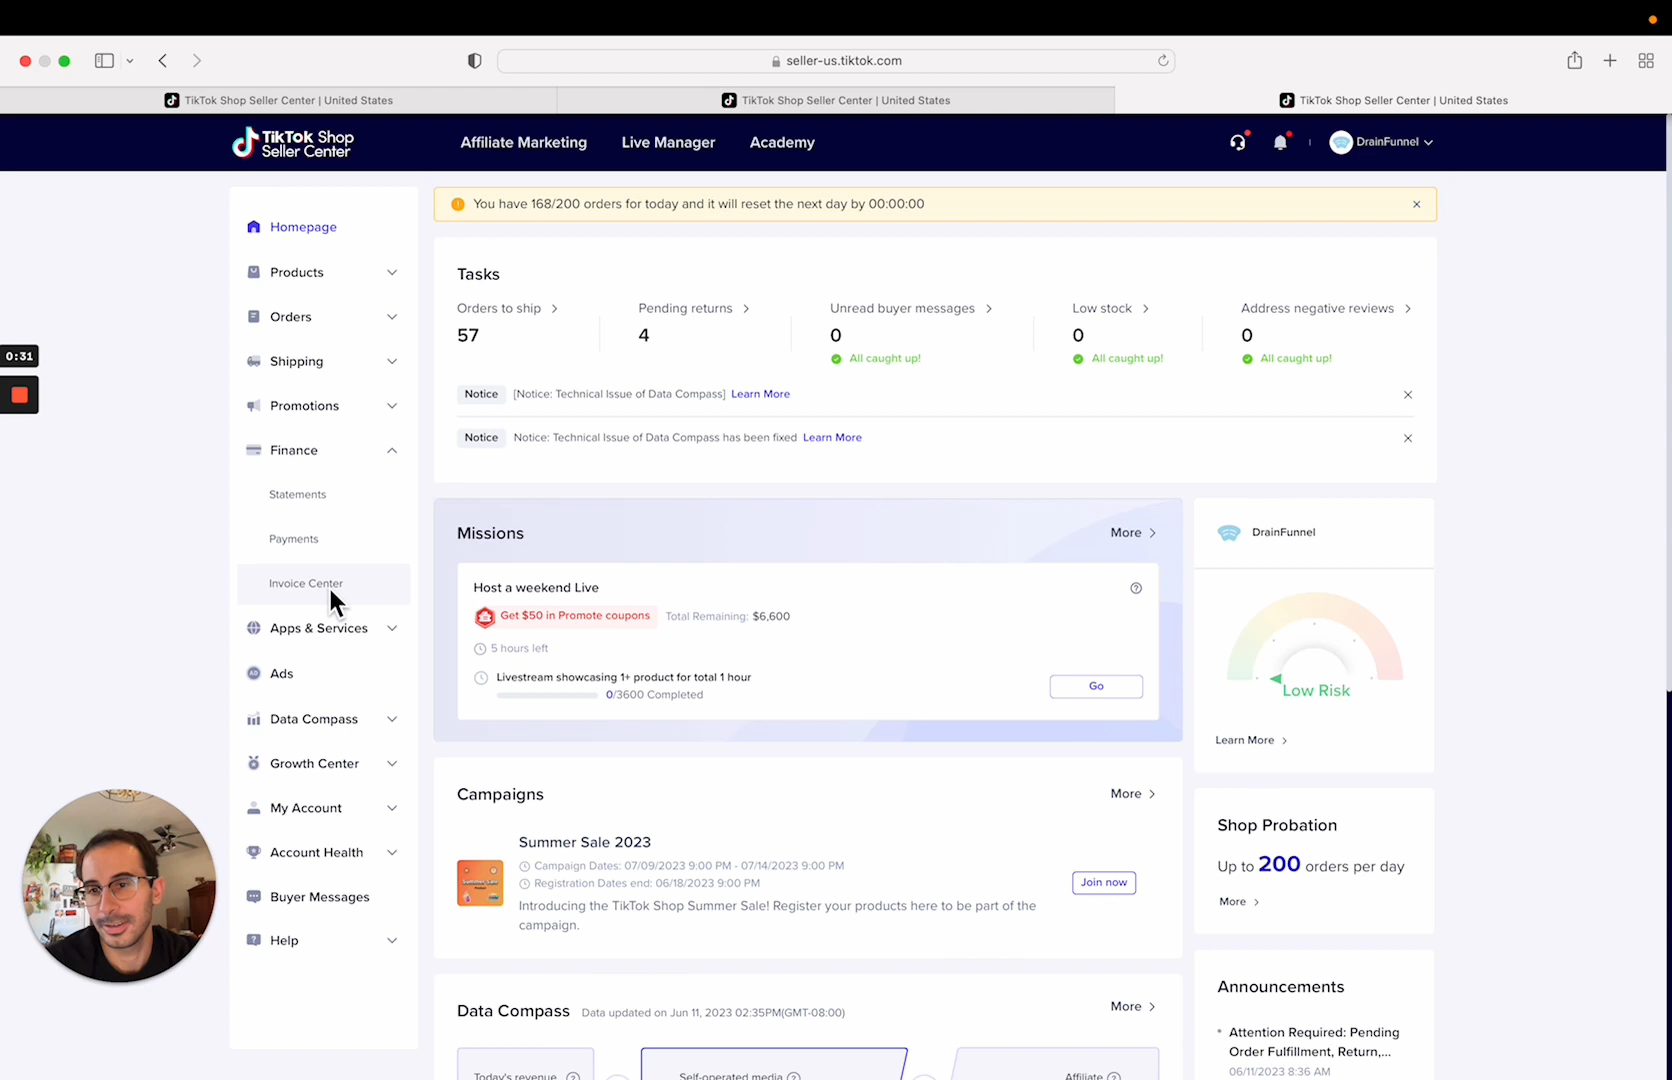 seller-us.tiktok.com
TikTok Shop Seller Center | United States
TikTok Shop Seller Center | United States
TikTok Shop Seller Center | United States
TikTok Shop
Seller Center
Affiliate Marketing
Live Manager
Academy
DrainFunnel
Homepage
Products
Orders
Shipping
Promotions
Finance
Statements
Payments
Invoice Center
Apps & Services
AD
Ads
Data Compass
Growth Center
My Account
Account Health
Buyer Messages
Help
0:31
You have 168/200 orders for today and it will reset the next day by 00:00:00
Tasks
Orders to ship
57
Pending returns
4
Unread buyer messages
0
All caught up!
Low stock
0
All caught up!
Address negative reviews
0
All caught up!
Notice [Notice: Technical Issue of Data Compass] Learn More
Notice Notice: Technical Issue of Data Compass has been fixed Learn More
Missions
More
Host a weekend Live
Get $50 in Promote coupons Total Remaining: $6,600
5 hours left
Livestream showcasing 1+ product for total 1 hour
0/3600 Completed
Go
DrainFunnel
Low Risk
Learn More
Campaigns
More
Summer Sale 2023
Campaign Dates: 07/09/2023 9:00 PM - 07/14/2023 9:00 PM
Registration Dates end: 06/18/2023 9:00 PM
Introducing the TikTok Shop Summer Sale! Register your products here to be part of the
campaign.
Join now
Shop Probation
Up to 200 orders per day
More
Data Compass Data updated on Jun 11, 2023 02:35PM(GMT-08:00)
More
Today's revenue
Self-operated media
Affiliate
Announcements
Attention Required: Pending
Order Fulfillment, Return,...
06/11/2023 8:36 AM